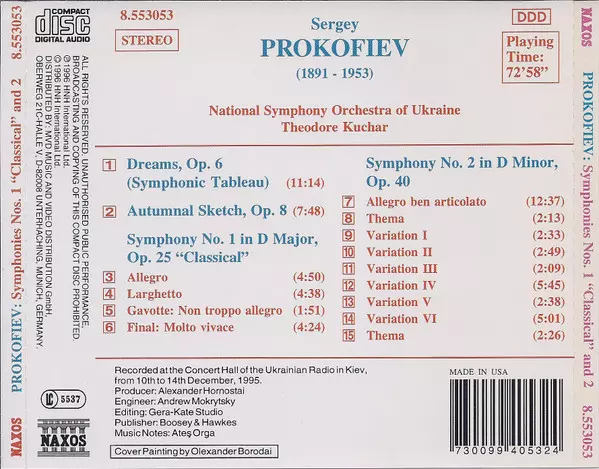 8.553053
PROKOFIEV: Symphonies Nos. 1 "Classical" and 2
NAXOS
COMPACT
disc
DIGITAL AUDIO
ALL RIGHTS RESERVED. UNAUTHORISED PUBLIC PERFORMANCE,
BROADCASTING AND COPYING OF THIS COMPACT DISC PROHIBITED.
℗ 1996 HNH International Ltd.
© 1996 HNH International Ltd.
DISTRIBUTED BY: MVD MUSIC AND VIDEO DISTRIBUTION GmbH,
OBERWEG 21C-HALLE V, D-82008 UNTERHACHING, MUNICH, GERMANY.
LC 5537
NAXOS
8.553053
STEREO
Sergey
PROKOFIEV
(1891 - 1953)
DDD
Playing
Time:
72'58"
National Symphony Orchestra of Ukraine
Theodore Kuchar
1 Dreams, Op. 6
(Symphonic Tableau) (11:14)
2 Autumnal Sketch, Op. 8 (7:48)
Symphony No. 1 in D Major,
Op. 25 "Classical"
3 Allegro (4:50)
4 Larghetto (4:38)
5 Gavotte: Non troppo allegro (1:51)
6 Final: Molto vivace (4:24)
Symphony No. 2 in D Minor,
Op. 40
7 Allegro ben articolato (12:37)
8 Thema (2:13)
9 Variation I (2:33)
10 Variation II (2:49)
11 Variation III (2:09)
12 Variation IV (5:45)
13 Variation V (2:38)
14 Variation VI (5:01)
15 Thema (2:26)
Recorded at the Concert Hall of the Ukrainian Radio in Kiev,
from 10th to 14th December, 1995.
Producer: Alexander Hornostai
Engineer: Andrew Mokrytsky
Editing: Gera-Kate Studio
Publisher: Boosey & Hawkes
Music Notes: Ateş Orga
Cover Painting by Olexander Borodai
MADE IN USA
730099405324
NAXOS
PROKOFIEV: Symphonies Nos. 1 "Classical" and 2
8.553053